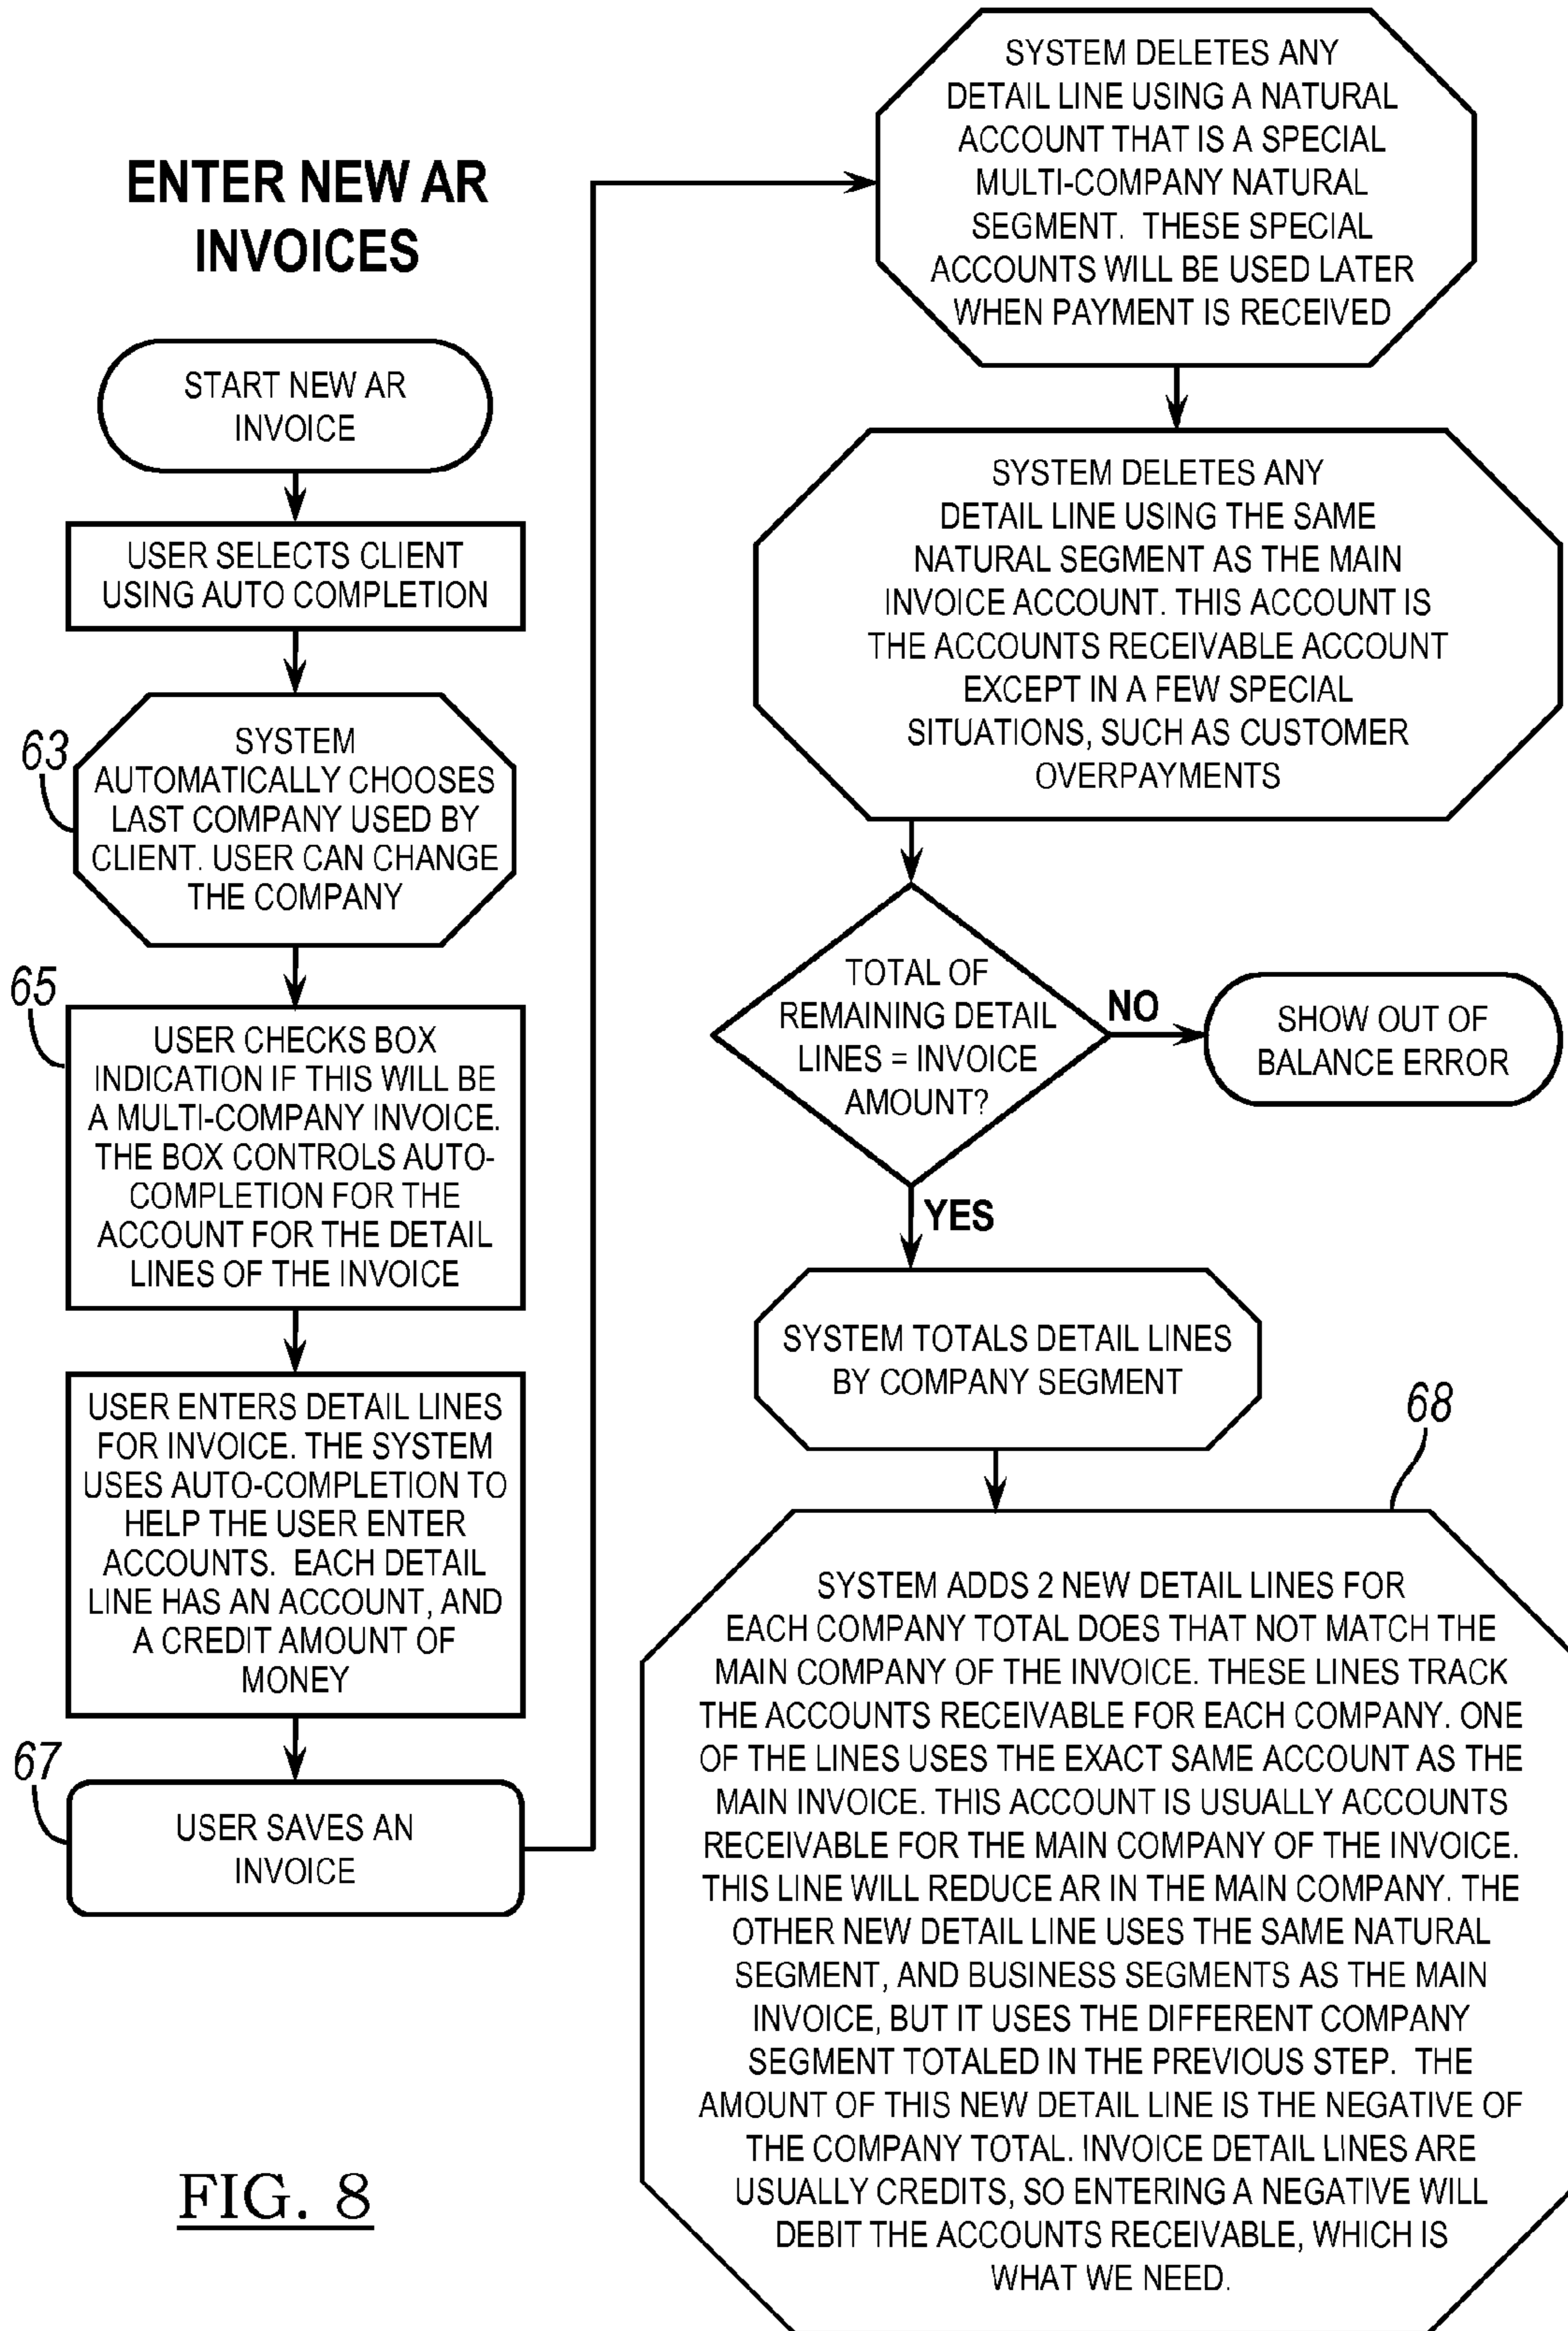 ENTER NEW AR
INVOICES
START NEW AR
INVOICE
USER SELECTS CLIENT
USING AUTO COMPLETION
63
SYSTEM
AUTOMATICALLY CHOOSES
LAST COMPANY USED BY
CLIENT. USER CAN CHANGE
THE COMPANY
65
USER CHECKS BOX
INDICATION IF THIS WILL BE
A MULTI-COMPANY INVOICE.
THE BOX CONTROLS AUTO-
COMPLETION FOR THE
ACCOUNT FOR THE DETAIL
LINES OF THE INVOICE
USER ENTERS DETAIL LINES
FOR INVOICE. THE SYSTEM
USES AUTO-COMPLETION TO
HELP THE USER ENTER
ACCOUNTS. EACH DETAIL
LINE HAS AN ACCOUNT, AND
A CREDIT AMOUNT OF
MONEY
67
USER SAVES AN
INVOICE
SYSTEM DELETES ANY
DETAIL LINE USING A NATURAL
ACCOUNT THAT IS A SPECIAL
MULTI-COMPANY NATURAL
SEGMENT. THESE SPECIAL
ACCOUNTS WILL BE USED LATER
WHEN PAYMENT IS RECEIVED
SYSTEM DELETES ANY
DETAIL LINE USING THE SAME
NATURAL SEGMENT AS THE MAIN
INVOICE ACCOUNT. THIS ACCOUNT IS
THE ACCOUNTS RECEIVABLE ACCOUNT
EXCEPT IN A FEW SPECIAL
SITUATIONS, SUCH AS CUSTOMER
OVERPAYMENTS
TOTAL OF
REMAINING DETAIL
LINES = INVOICE
AMOUNT?
NO
SHOW OUT OF
BALANCE ERROR
YES
SYSTEM TOTALS DETAIL LINES
BY COMPANY SEGMENT
68
SYSTEM ADDS 2 NEW DETAIL LINES FOR
EACH COMPANY TOTAL DOES THAT NOT MATCH THE
MAIN COMPANY OF THE INVOICE. THESE LINES TRACK
THE ACCOUNTS RECEIVABLE FOR EACH COMPANY. ONE
OF THE LINES USES THE EXACT SAME ACCOUNT AS THE
MAIN INVOICE. THIS ACCOUNT IS USUALLY ACCOUNTS
RECEIVABLE FOR THE MAIN COMPANY OF THE INVOICE.
THIS LINE WILL REDUCE AR IN THE MAIN COMPANY. THE
OTHER NEW DETAIL LINE USES THE SAME NATURAL
SEGMENT, AND BUSINESS SEGMENTS AS THE MAIN
INVOICE, BUT IT USES THE DIFFERENT COMPANY
SEGMENT TOTALED IN THE PREVIOUS STEP. THE
AMOUNT OF THIS NEW DETAIL LINE IS THE NEGATIVE OF
THE COMPANY TOTAL. INVOICE DETAIL LINES ARE
USUALLY CREDITS, SO ENTERING A NEGATIVE WILL
DEBIT THE ACCOUNTS RECEIVABLE, WHICH IS
WHAT WE NEED.
FIG. 8